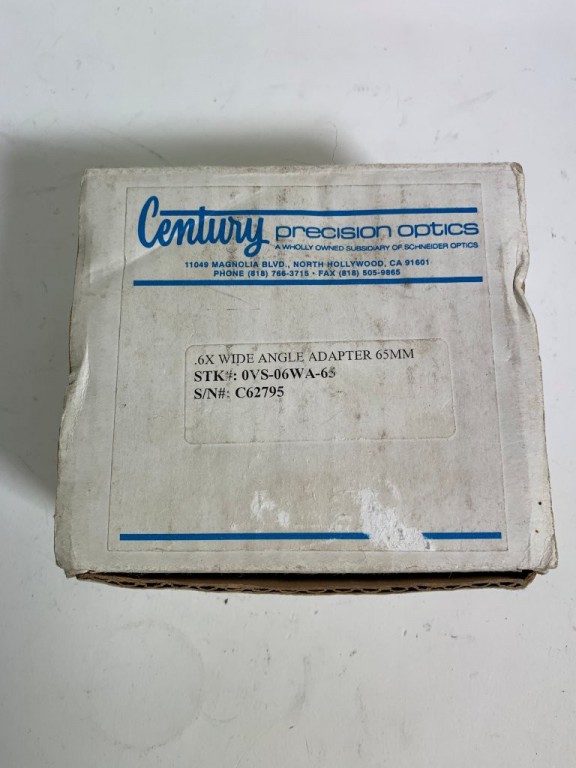 Century precision optics
A WHOLLY OWNED SUBSIDIARY OF SCHNEIDER OPTICS
11049 MAGNOLIA BLVD., NORTH HOLLYWOOD, CA 91601
PHONE (818) 766-3715 • FAX (818) 505-9865
.6X WIDE ANGLE ADAPTER 65MM
STK#: 0VS-06WA-65
S/N#: C62795